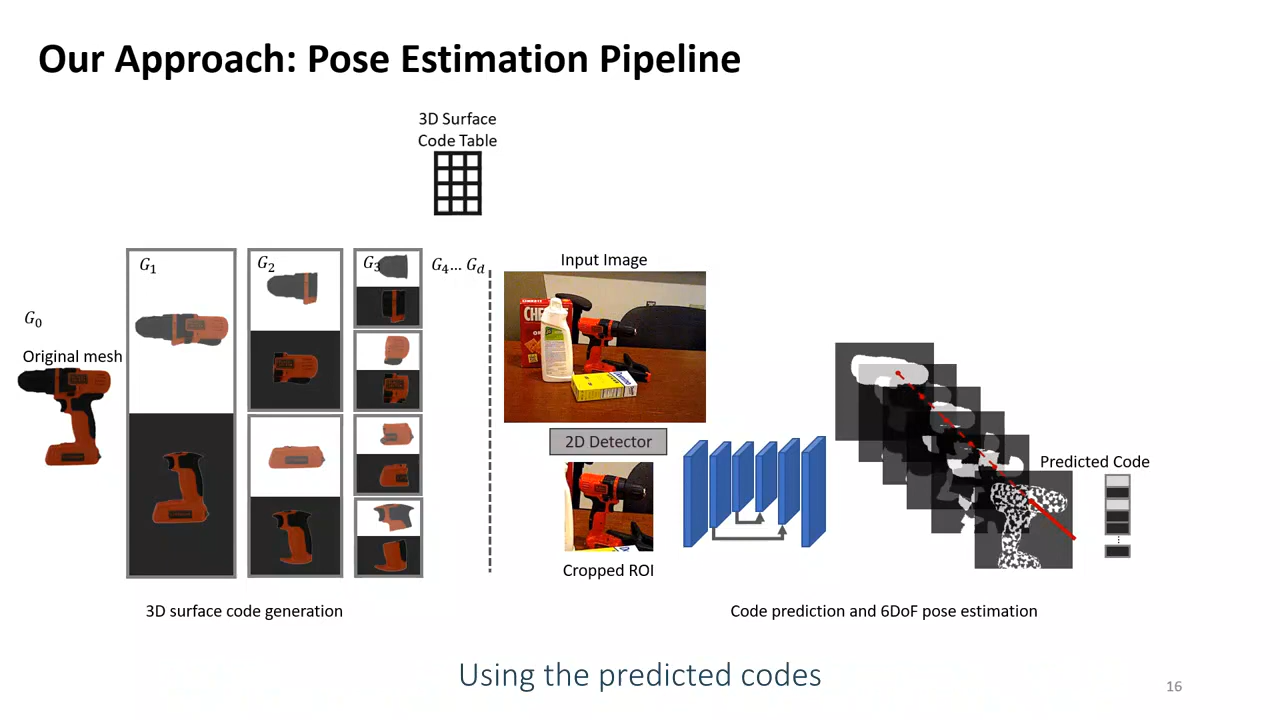 Our Approach: Pose Estimation Pipeline
3D Surface
Code Table
G₀
Original mesh
G₁
G₂
G₃
G₄… G_d
Input Image
CHE
2D Detector
Cropped ROI
Predicted Code
3D surface code generation
Code prediction and 6DoF pose estimation
Using the predicted codes
16